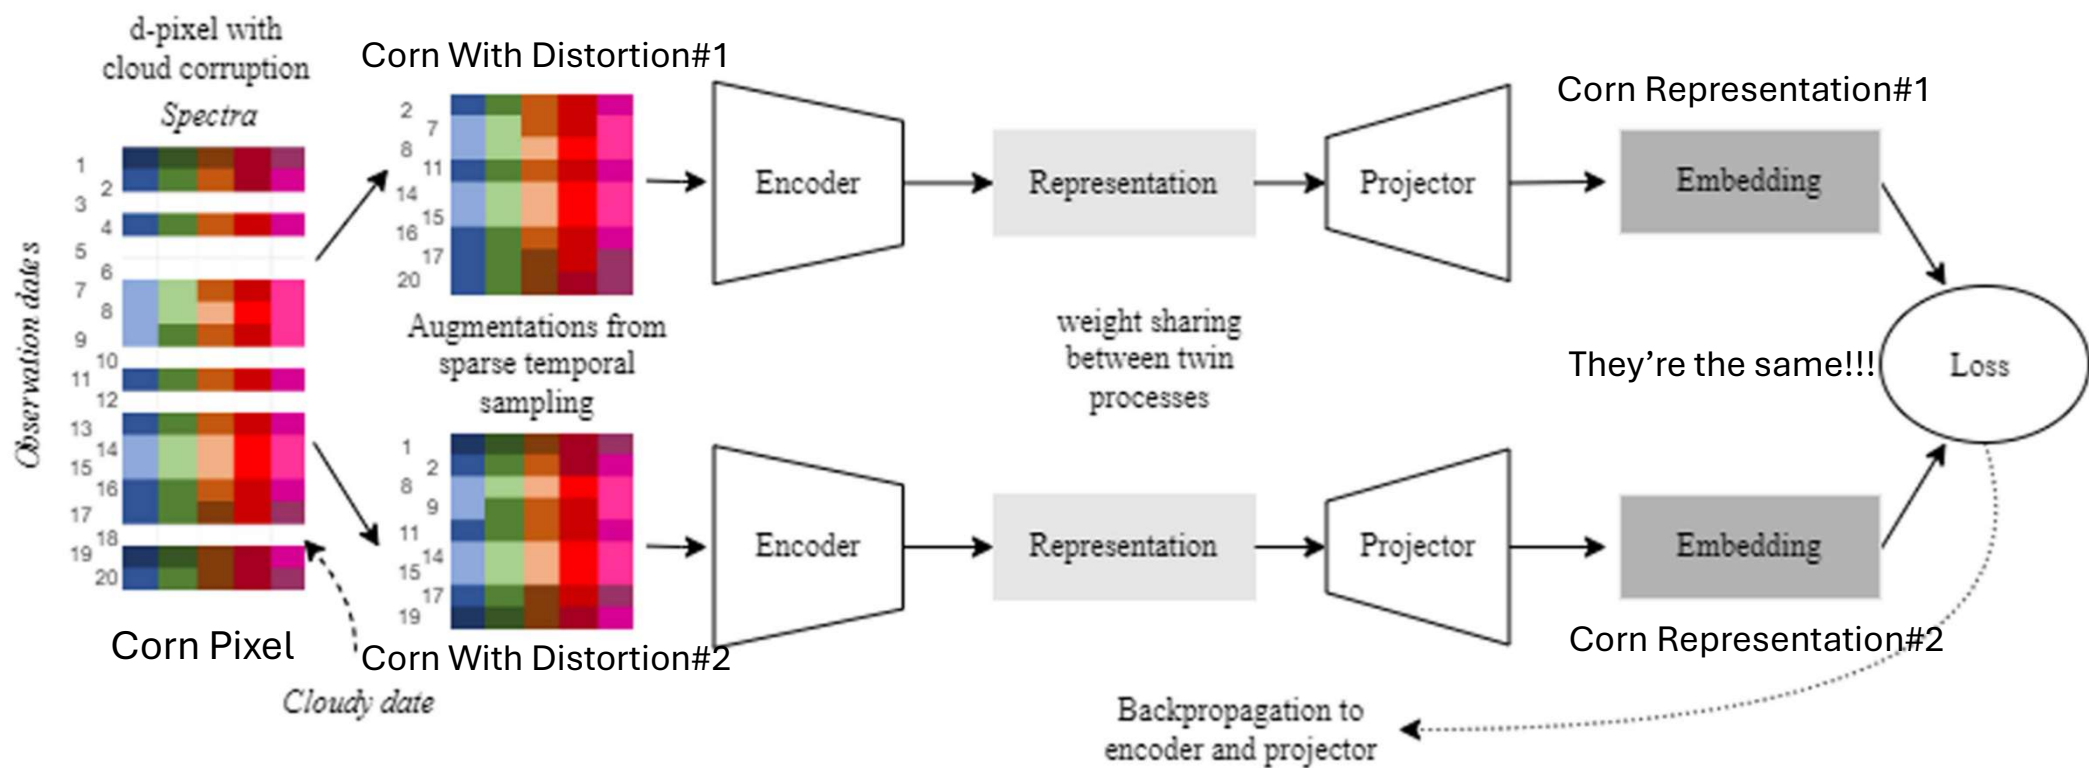 d-pixel with
cloud corruption
Spectra
Observation dates
1
2
3
4
5
6
7
8
9
10
11
12
13
14
15
16
17
18
19
20
Corn Pixel
Cloudy date
Corn With Distortion#1
2
7
8
11
14
15
16
17
20
Augmentations from
sparse temporal
sampling
1
2
8
9
11
14
15
17
19
Corn With Distortion#2
Encoder
Representation
Projector
Corn Representation#1
Embedding
weight sharing
between twin
processes
They're the same!!!
Loss
Encoder
Representation
Projector
Embedding
Corn Representation#2
Backpropagation to
encoder and projector